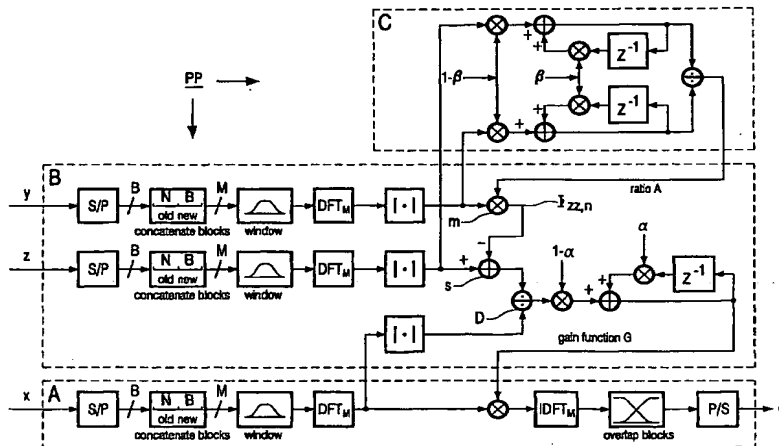 C
+
+
z⁻¹
PP
1-β
β
+
+
z⁻¹
B
y
S/P
B
N B
old new
concatenate blocks
M
window
DFT_M
|·|
m
I_zz,n
ratio A
z
S/P
B
N B
old new
concatenate blocks
M
window
DFT_M
|·|
+
-
s
D
1-α
α
+
+
z⁻¹
|·|
gain function G
A
x
S/P
B
N B
old new
concatenate blocks
M
window
DFT_M
IDFT_M
overlap blocks
P/S